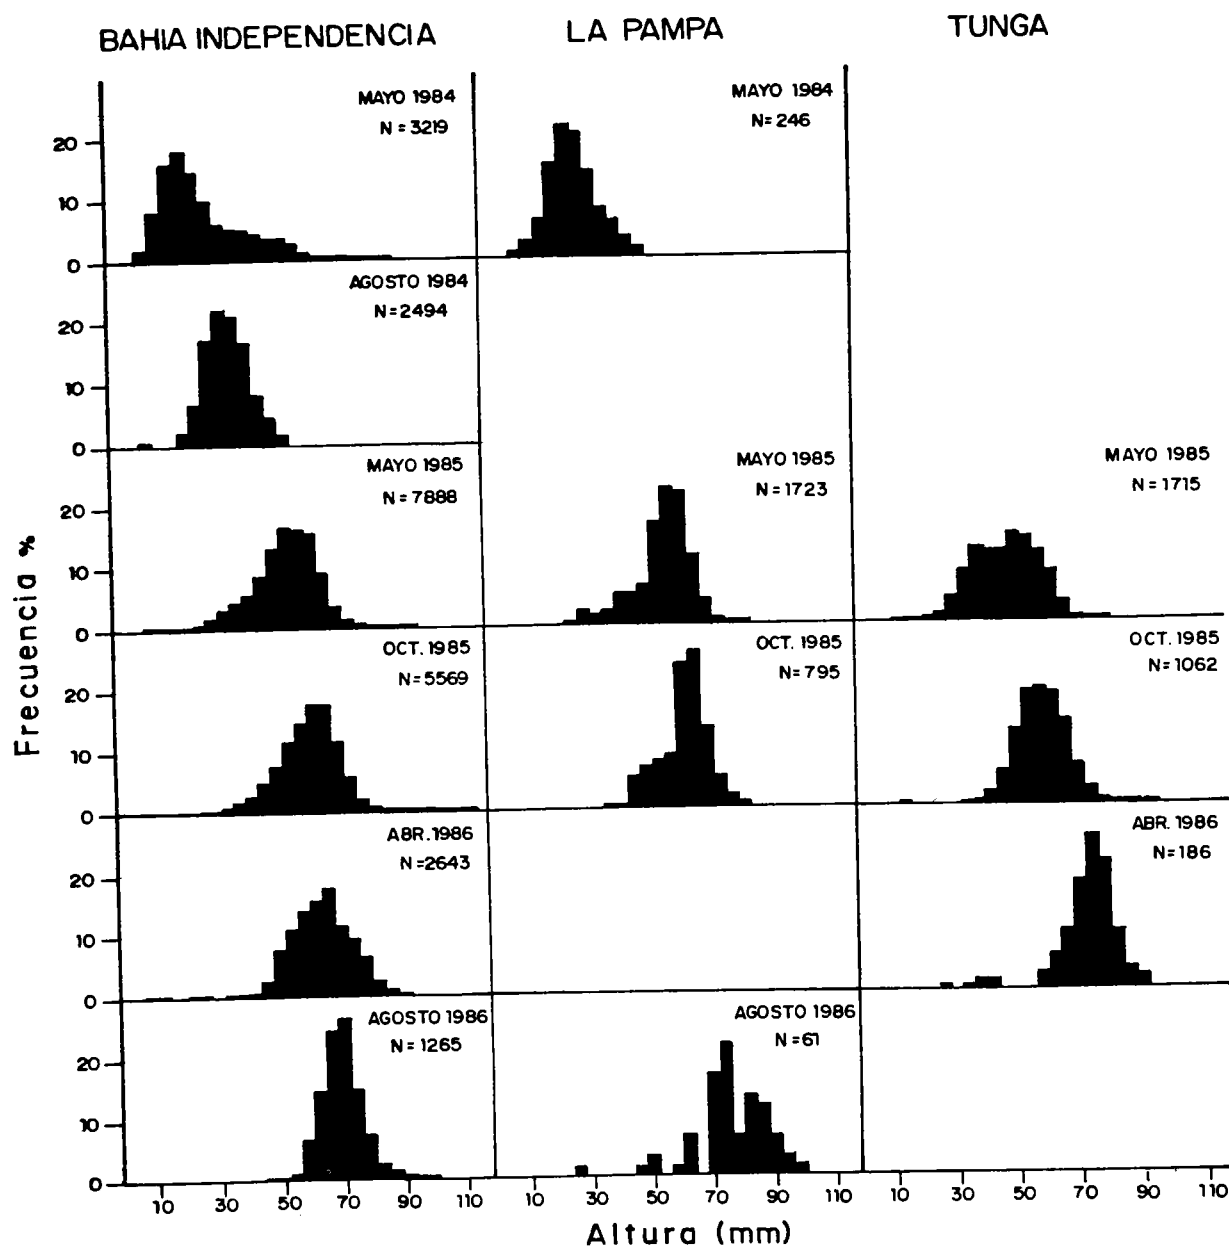 BAHIA INDEPENDENCIA LA PAMPA TUNGA
MAYO 1984
N = 3219
MAYO 1984
N= 246
20
10
0
AGOSTO 1984
N=2494
20
10
0
MAYO 1985
N = 7888
MAYO 1985
N = 1723
MAYO 1985
N = 1715
20
10
0
OCT. 1985
N=5569
OCT. 1985
N=795
OCT. 1985
N=1062
20
10
0
ABR. 1986
N=2643
ABR. 1986
N=186
20
10
0
AGOSTO 1986
N= 1265
AGOSTO 1986
N= 61
20
10
0
Frecuencia %
10 30 50 70 90 110 10 30 50 70 90 110 10 30 50 70 90 110
Altura (mm)